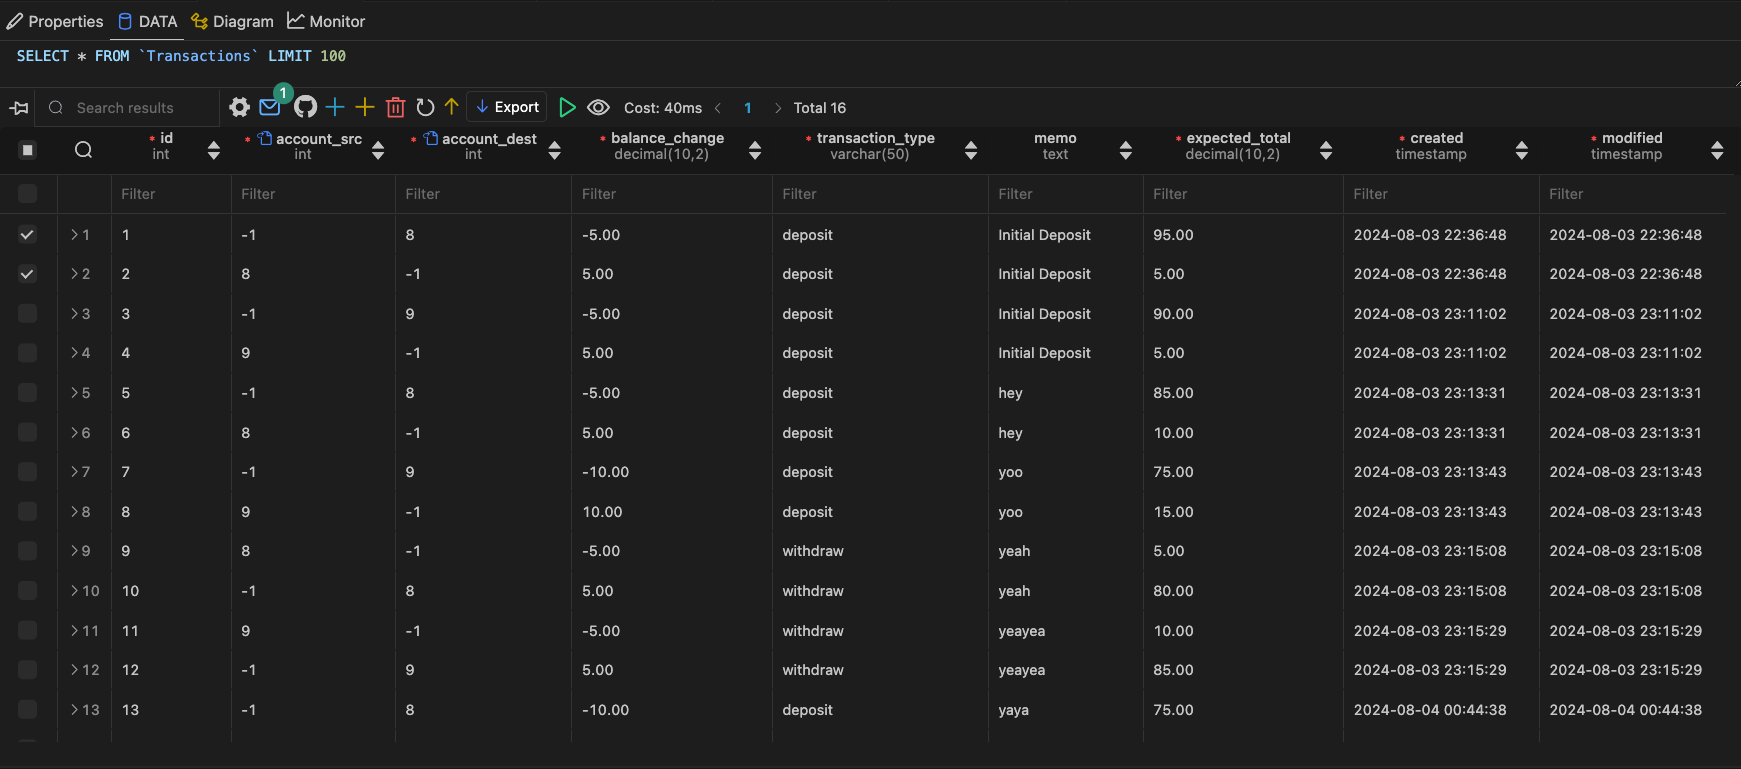 Properties DATA Diagram Monitor
SELECT * FROM `Transactions` LIMIT 100
Search results 1 Export Cost: 40ms 1 Total 16
* id * account_src * account_dest * balance_change * transaction_type memo * expected_total * created * modified
int int int decimal(10,2) varchar(50) text decimal(10,2) timestamp timestamp
Filter Filter Filter Filter Filter Filter Filter Filter Filter
1 1 -1 8 -5.00 deposit Initial Deposit 95.00 2024-08-03 22:36:48 2024-08-03 22:36:48
2 2 8 -1 5.00 deposit Initial Deposit 5.00 2024-08-03 22:36:48 2024-08-03 22:36:48
3 3 -1 9 -5.00 deposit Initial Deposit 90.00 2024-08-03 23:11:02 2024-08-03 23:11:02
4 4 9 -1 5.00 deposit Initial Deposit 5.00 2024-08-03 23:11:02 2024-08-03 23:11:02
5 5 -1 8 -5.00 deposit hey 85.00 2024-08-03 23:13:31 2024-08-03 23:13:31
6 6 8 -1 5.00 deposit hey 10.00 2024-08-03 23:13:31 2024-08-03 23:13:31
7 7 -1 9 -10.00 deposit yoo 75.00 2024-08-03 23:13:43 2024-08-03 23:13:43
8 8 9 -1 10.00 deposit yoo 15.00 2024-08-03 23:13:43 2024-08-03 23:13:43
9 9 8 -1 -5.00 withdraw yeah 5.00 2024-08-03 23:15:08 2024-08-03 23:15:08
10 10 -1 8 5.00 withdraw yeah 80.00 2024-08-03 23:15:08 2024-08-03 23:15:08
11 11 9 -1 -5.00 withdraw yeayea 10.00 2024-08-03 23:15:29 2024-08-03 23:15:29
12 12 -1 9 5.00 withdraw yeayea 85.00 2024-08-03 23:15:29 2024-08-03 23:15:29
13 13 -1 8 -10.00 deposit yaya 75.00 2024-08-04 00:44:38 2024-08-04 00:44:38